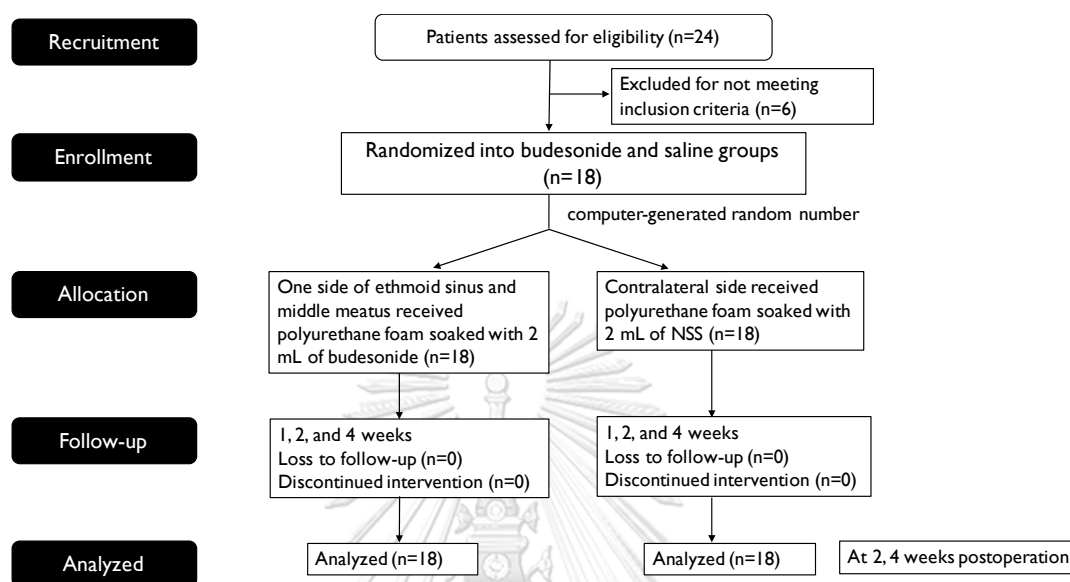 Recruitment
Patients assessed for eligibility (n=24)
Excluded for not meeting
inclusion criteria (n=6)
Enrollment
Randomized into budesonide and saline groups
(n=18)
computer-generated random number
Allocation
One side of ethmoid sinus and
middle meatus received
polyurethane foam soaked with 2
mL of budesonide (n=18)
Contralateral side received
polyurethane foam soaked with
2 mL of NSS (n=18)
Follow-up
1, 2, and 4 weeks
Loss to follow-up (n=0)
Discontinued intervention (n=0)
1, 2, and 4 weeks
Loss to follow-up (n=0)
Discontinued intervention (n=0)
Analyzed
Analyzed (n=18)
Analyzed (n=18)
At 2, 4 weeks postoperation